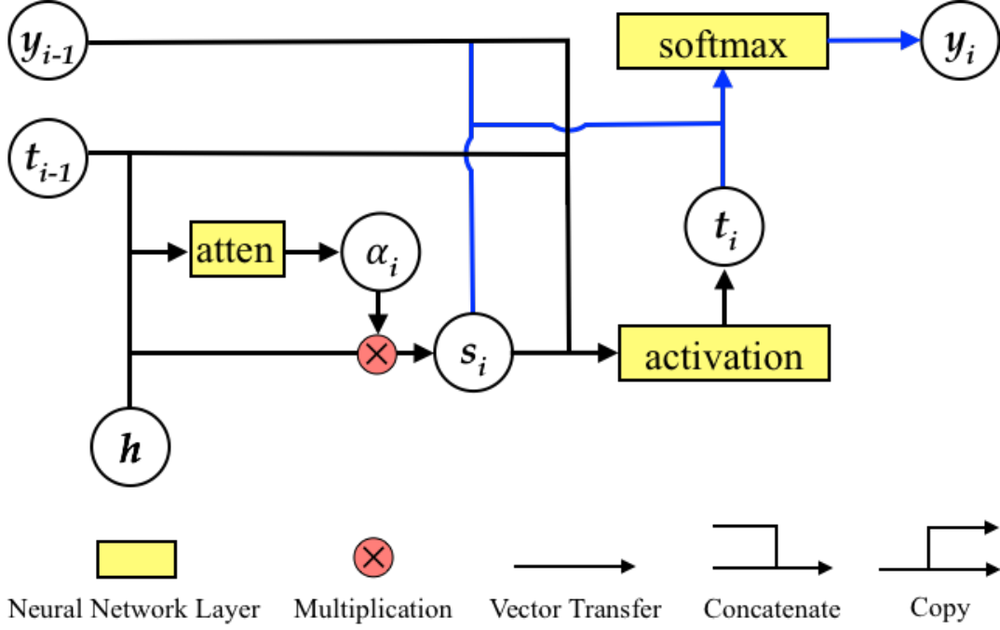 y_{i-1}
softmax
y_i
t_{i-1}
t_i
atten
α_i
s_i
activation
h
Neural Network Layer
Multiplication
Vector Transfer
Concatenate
Copy